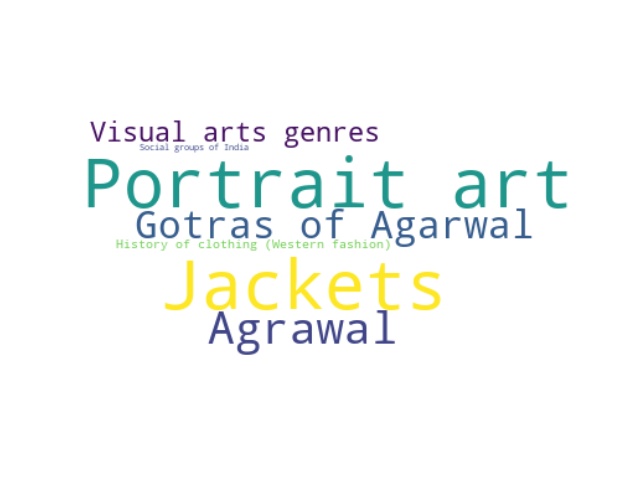 Visual arts genres
Social groups of India
Portrait art
Gotras of Agarwal
History of clothing (Western fashion)
Jackets
Agrawal